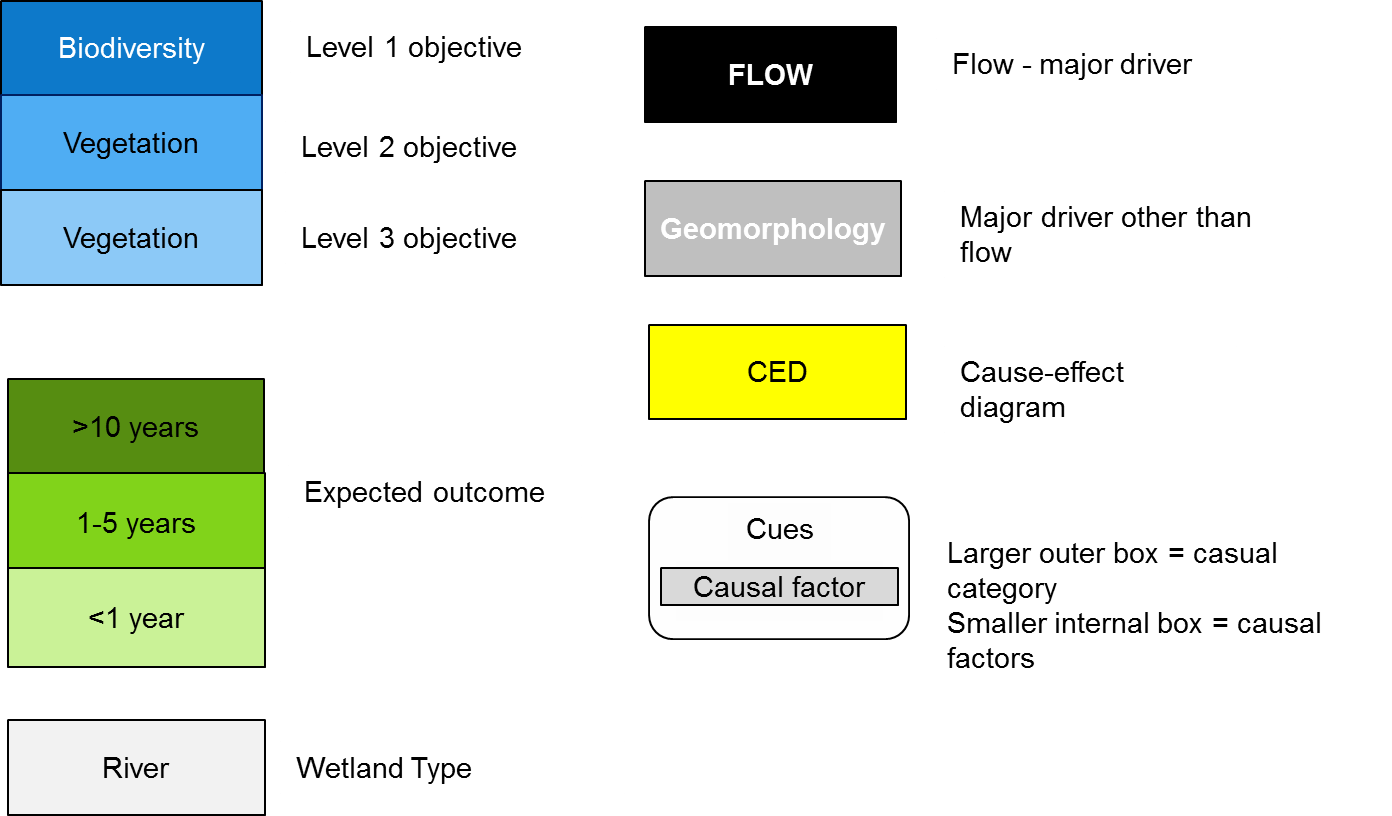 Biodiversity
Level 1 objective
Vegetation
Level 2 objective
Vegetation
Level 3 objective
>10 years
1-5 years
Expected outcome
<1 year
River
Wetland Type
FLOW
Flow - major driver
Geomorphology
Major driver other than
flow
CED
Cause-effect
diagram
Cues
Causal factor
Larger outer box = casual
category
Smaller internal box = causal
factors